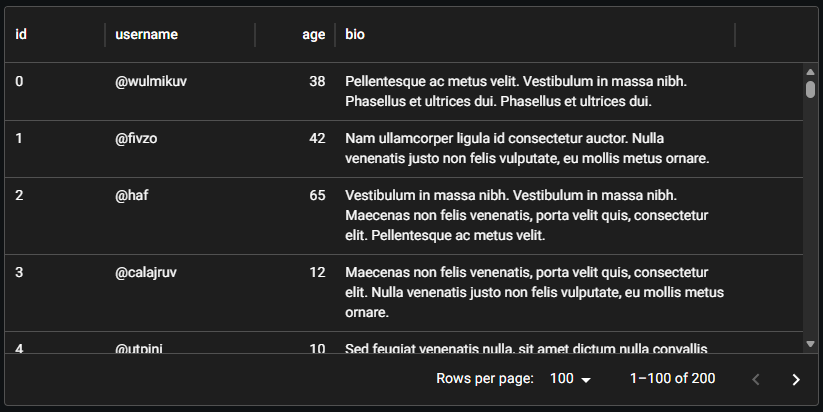 id username age bio
0 @wulmikuv 38 Pellentesque ac metus velit. Vestibulum in massa nibh.
Phasellus et ultrices dui. Phasellus et ultrices dui.
1 @fivzo 42 Nam ullamcorper ligula id consectetur auctor. Nulla
venenatis justo non felis vulputate, eu mollis metus ornare.
2 @haf 65 Vestibulum in massa nibh. Vestibulum in massa nibh.
Maecenas non felis venenatis, porta velit quis, consectetur
elit. Pellentesque ac metus velit.
3 @calajruv 12 Maecenas non felis venenatis, porta velit quis, consectetur
elit. Nulla venenatis justo non felis vulputate, eu mollis metus
ornare.
4 10 Sed feugiat venenatis nulla, sit amet dictum nulla convallis
Rows per page: 100 1–100 of 200